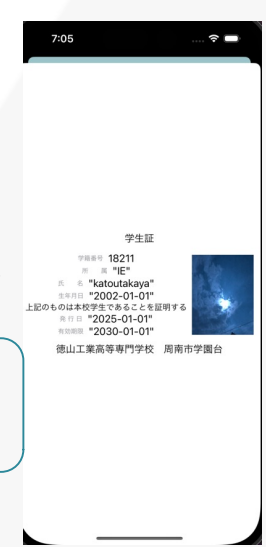 7:05
学生証
学籍番号 18211
所 属 "IE"
氏 名 "katoutakaya"
生年月日 "2002-01-01"
上記のものは本校学生であることを証明する
発行日 "2025-01-01"
有効期限 "2030-01-01"
徳山工業高等専門学校 周南市学園台